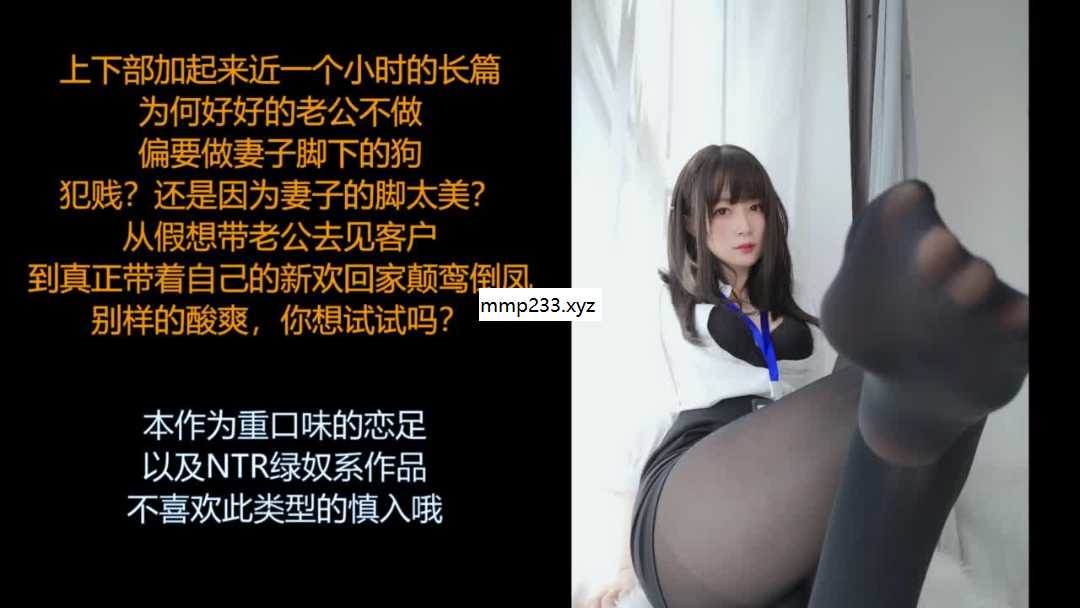 上下部加起来近一个小时的长篇
为何好好的老公不做
偏要做妻子脚下的狗
犯贱？还是因为妻子的脚太美？
从假想带老公去见客户
到真正带着自己的新欢回家颠鸾倒凤
别样的酸爽，你想试试吗？
mmp233.xyz
本作为重口味的恋足
以及NTR绿奴系作品
不喜欢此类型的慎入哦